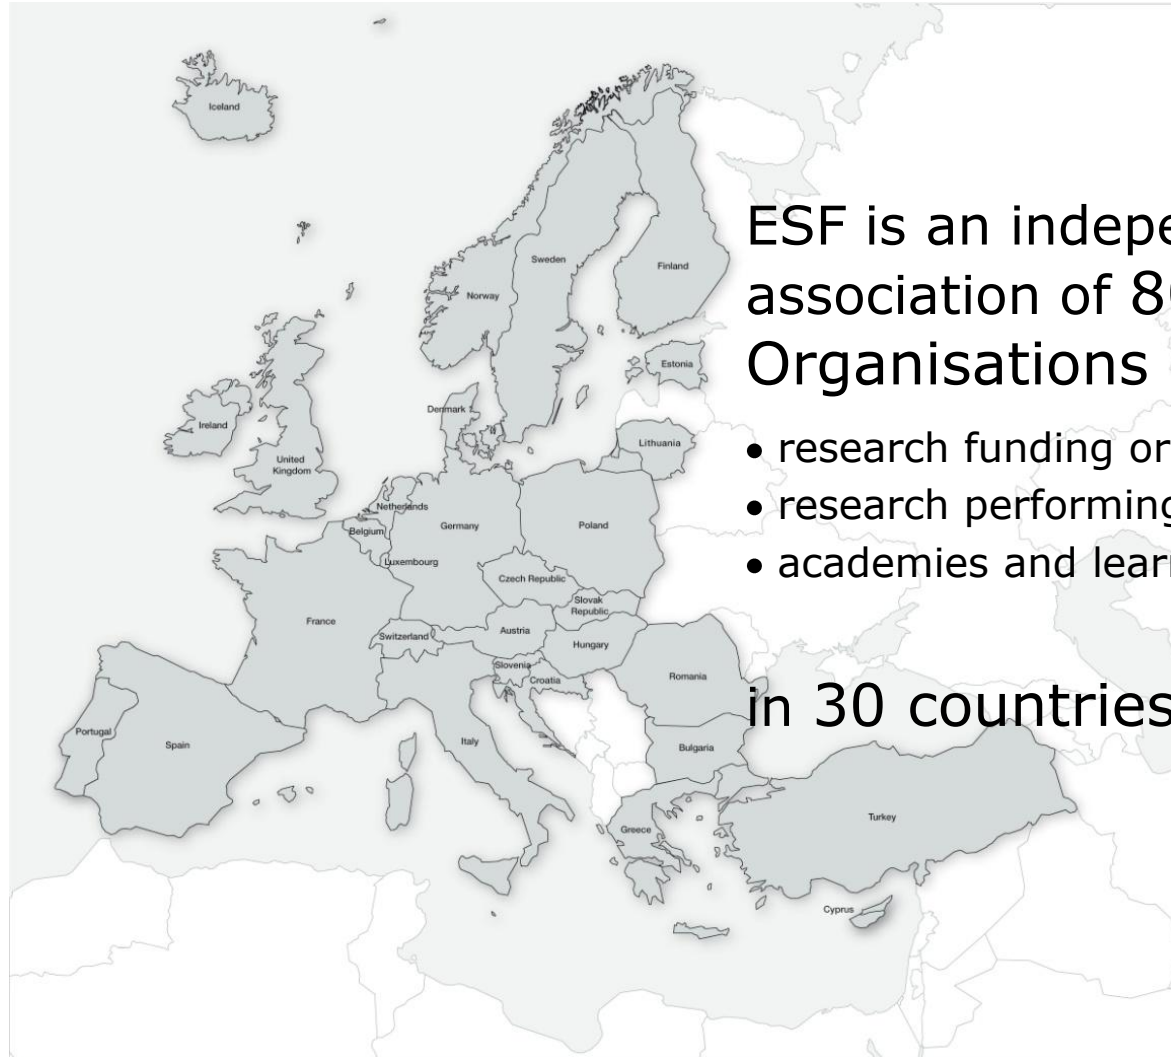 Iceland
Sweden
Finland
Norway
Estonia
Denmark
Lithuania
Ireland
United
Kingdom
Netherlands
Belgium
Germany
Poland
Luxembourg
Czech Republic
Slovak
Republic
France
Switzerland
Austria
Hungary
Slovenia
Croatia
Romania
Portugal
Spain
Italy
Bulgaria
Greece
Turkey
Cyprus
ESF is an indepe
association of 8
Organisations
• research funding or
• research performing
• academies and lear
in 30 countries